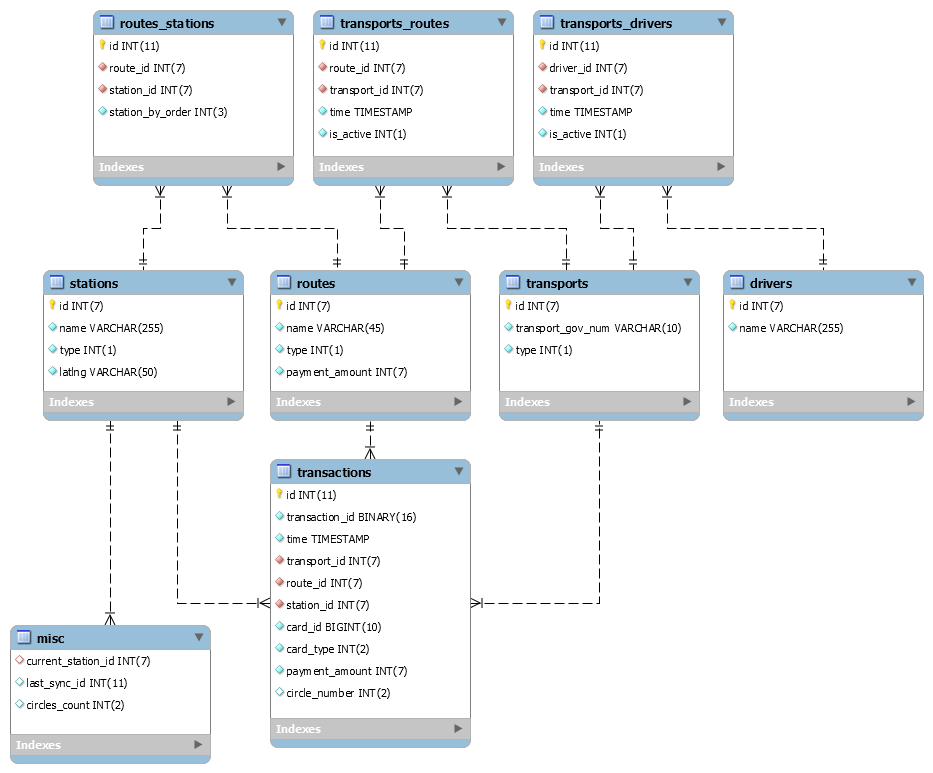 routes_stations
id INT(11)
route_id INT(7)
station_id INT(7)
station_by_order INT(3)
Indexes
transports_routes
id INT(11)
route_id INT(7)
transport_id INT(7)
time TIMESTAMP
is_active INT(1)
Indexes
transports_drivers
id INT(11)
driver_id INT(7)
transport_id INT(7)
time TIMESTAMP
is_active INT(1)
Indexes
stations
id INT(7)
name VARCHAR(255)
type INT(1)
latlng VARCHAR(50)
Indexes
routes
id INT(7)
name VARCHAR(45)
type INT(1)
payment_amount INT(7)
Indexes
transports
id INT(7)
transport_gov_num VARCHAR(10)
type INT(1)
Indexes
drivers
id INT(7)
name VARCHAR(255)
Indexes
transactions
id INT(11)
transaction_id BINARY(16)
time TIMESTAMP
transport_id INT(7)
route_id INT(7)
station_id INT(7)
card_id BIGINT(10)
card_type INT(2)
payment_amount INT(7)
circle_number INT(2)
Indexes
misc
current_station_id INT(7)
last_sync_id INT(11)
circles_count INT(2)
Indexes